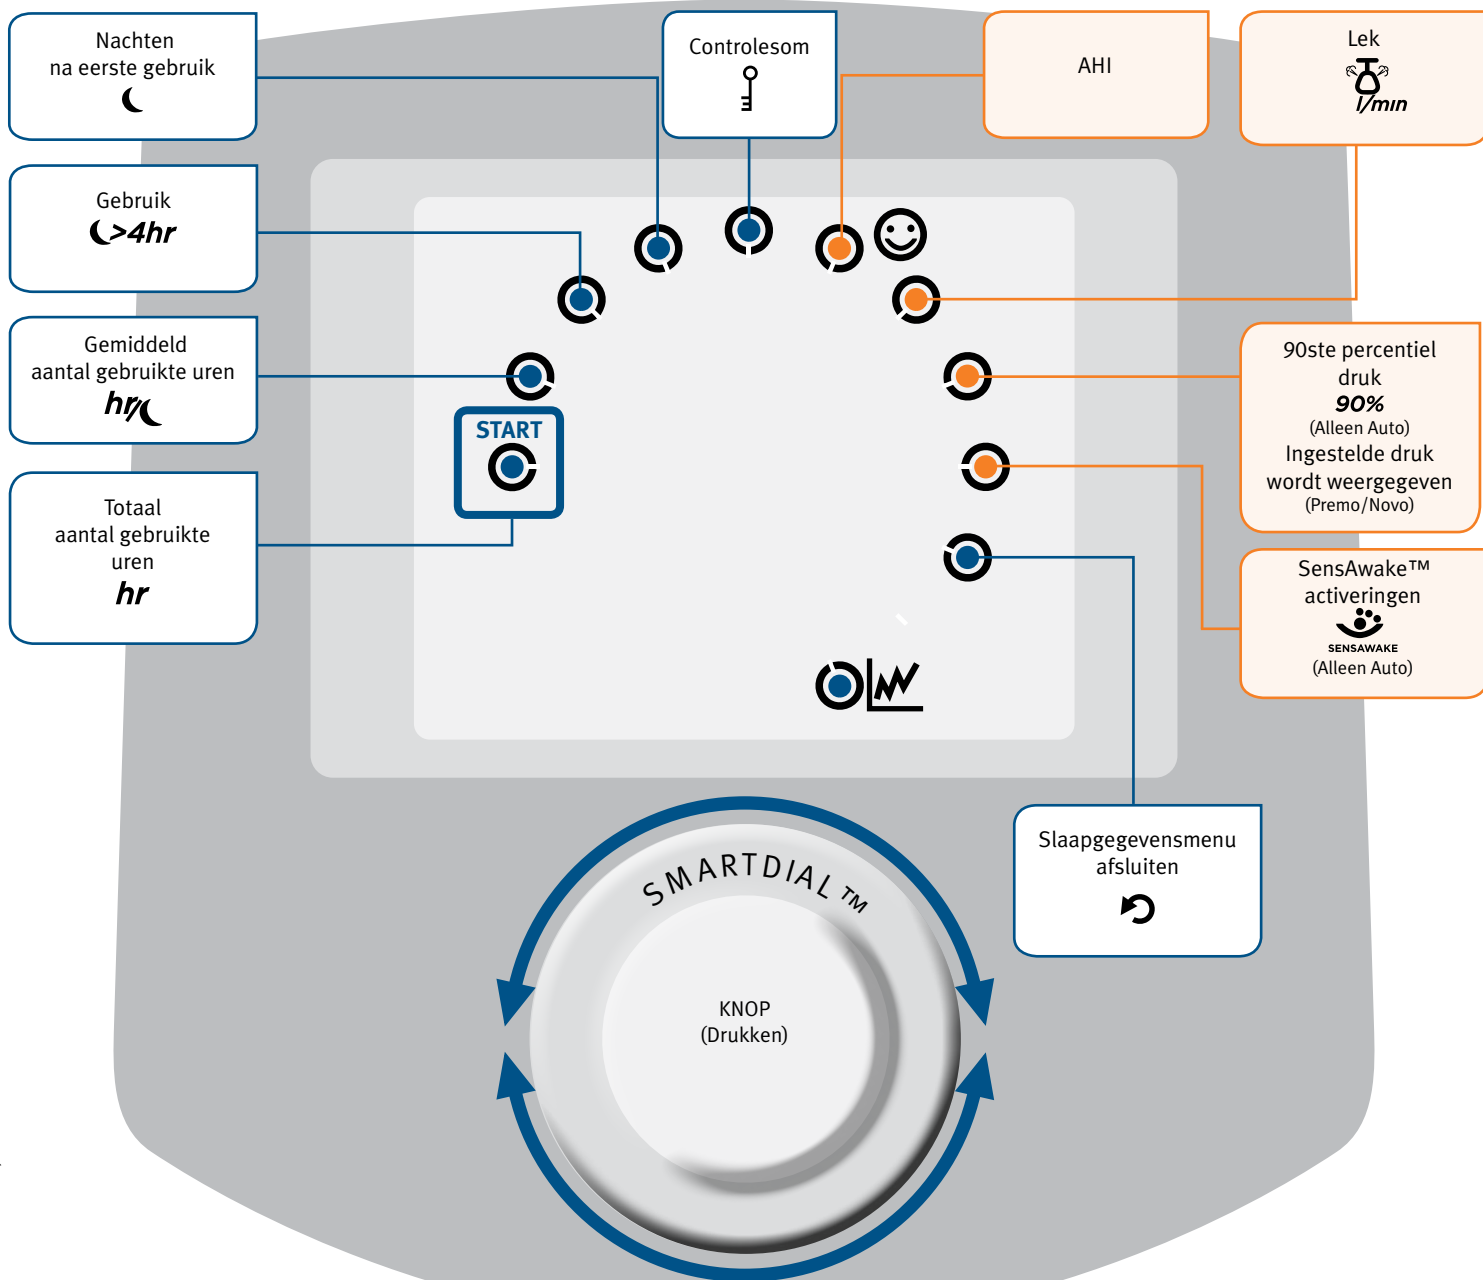 Nachten
na eerste gebruik
Controlesom
AHI
Lek
l/min
Gebruik
>4hr
Gemiddeld
aantal gebruikte uren
hr/
START
Totaal
aantal gebruikte
uren
hr
90ste percentiel
druk
90%
(Alleen Auto)
Ingestelde druk
wordt weergegeven
(Premo/Novo)
SensAwake™
activeringen
SENSAWAKE
(Alleen Auto)
Slaapgegevensmenu
afsluiten
SMARTDIAL™
KNOP
(Drukken)